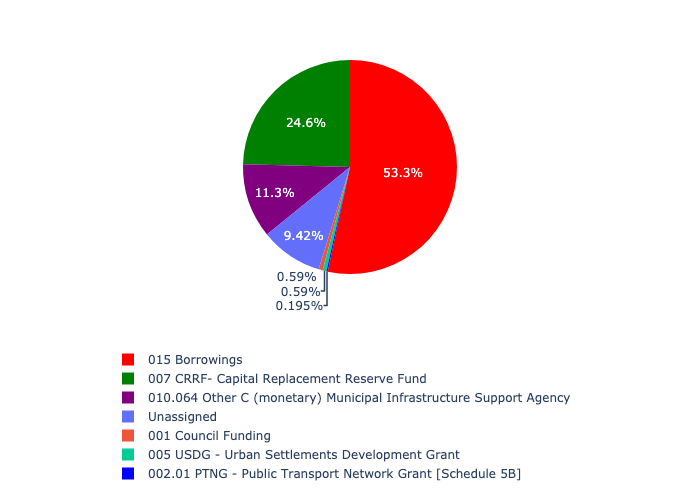 24.6%
53.3%
11.3%
9.42%
0.59%
0.59%
0.195%
015 Borrowings
007 CRRF- Capital Replacement Reserve Fund
010.064 Other C (monetary) Municipal Infrastructure Support Agency
Unassigned
001 Council Funding
005 USDG - Urban Settlements Development Grant
002.01 PTNG - Public Transport Network Grant [Schedule 5B]